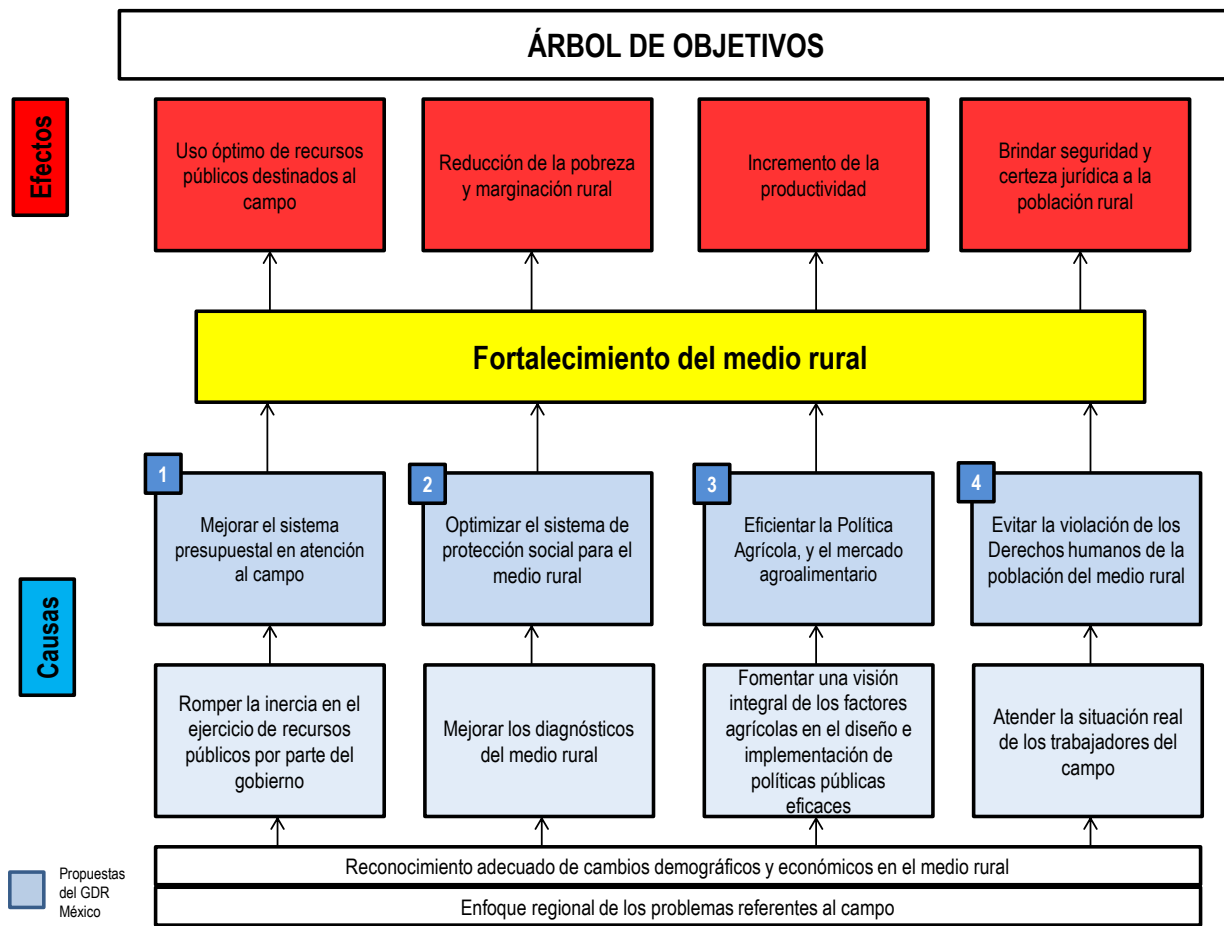 ÁRBOL DE OBJETIVOS
Efectos
Uso óptimo de recursos
públicos destinados al
campo
Reducción de la pobreza
y marginación rural
Incremento de la
productividad
Brindar seguridad y
certeza jurídica a la
población rural
Fortalecimiento del medio rural
Causas
1
Mejorar el sistema
presupuestal en atención
al campo
2
Optimizar el sistema de
protección social para el
medio rural
3
Eficientar la Política
Agrícola, y el mercado
agroalimentario
4
Evitar la violación de los
Derechos humanos de la
población del medio rural
Romper la inercia en el
ejercicio de recursos
públicos por parte del
gobierno
Mejorar los diagnósticos
del medio rural
Fomentar una visión
integral de los factores
agrícolas en el diseño e
implementación de
políticas públicas
eficaces
Atender la situación real
de los trabajadores del
campo
Reconocimiento adecuado de cambios demográficos y económicos en el medio rural
Enfoque regional de los problemas referentes al campo
Propuestas
del GDR
México